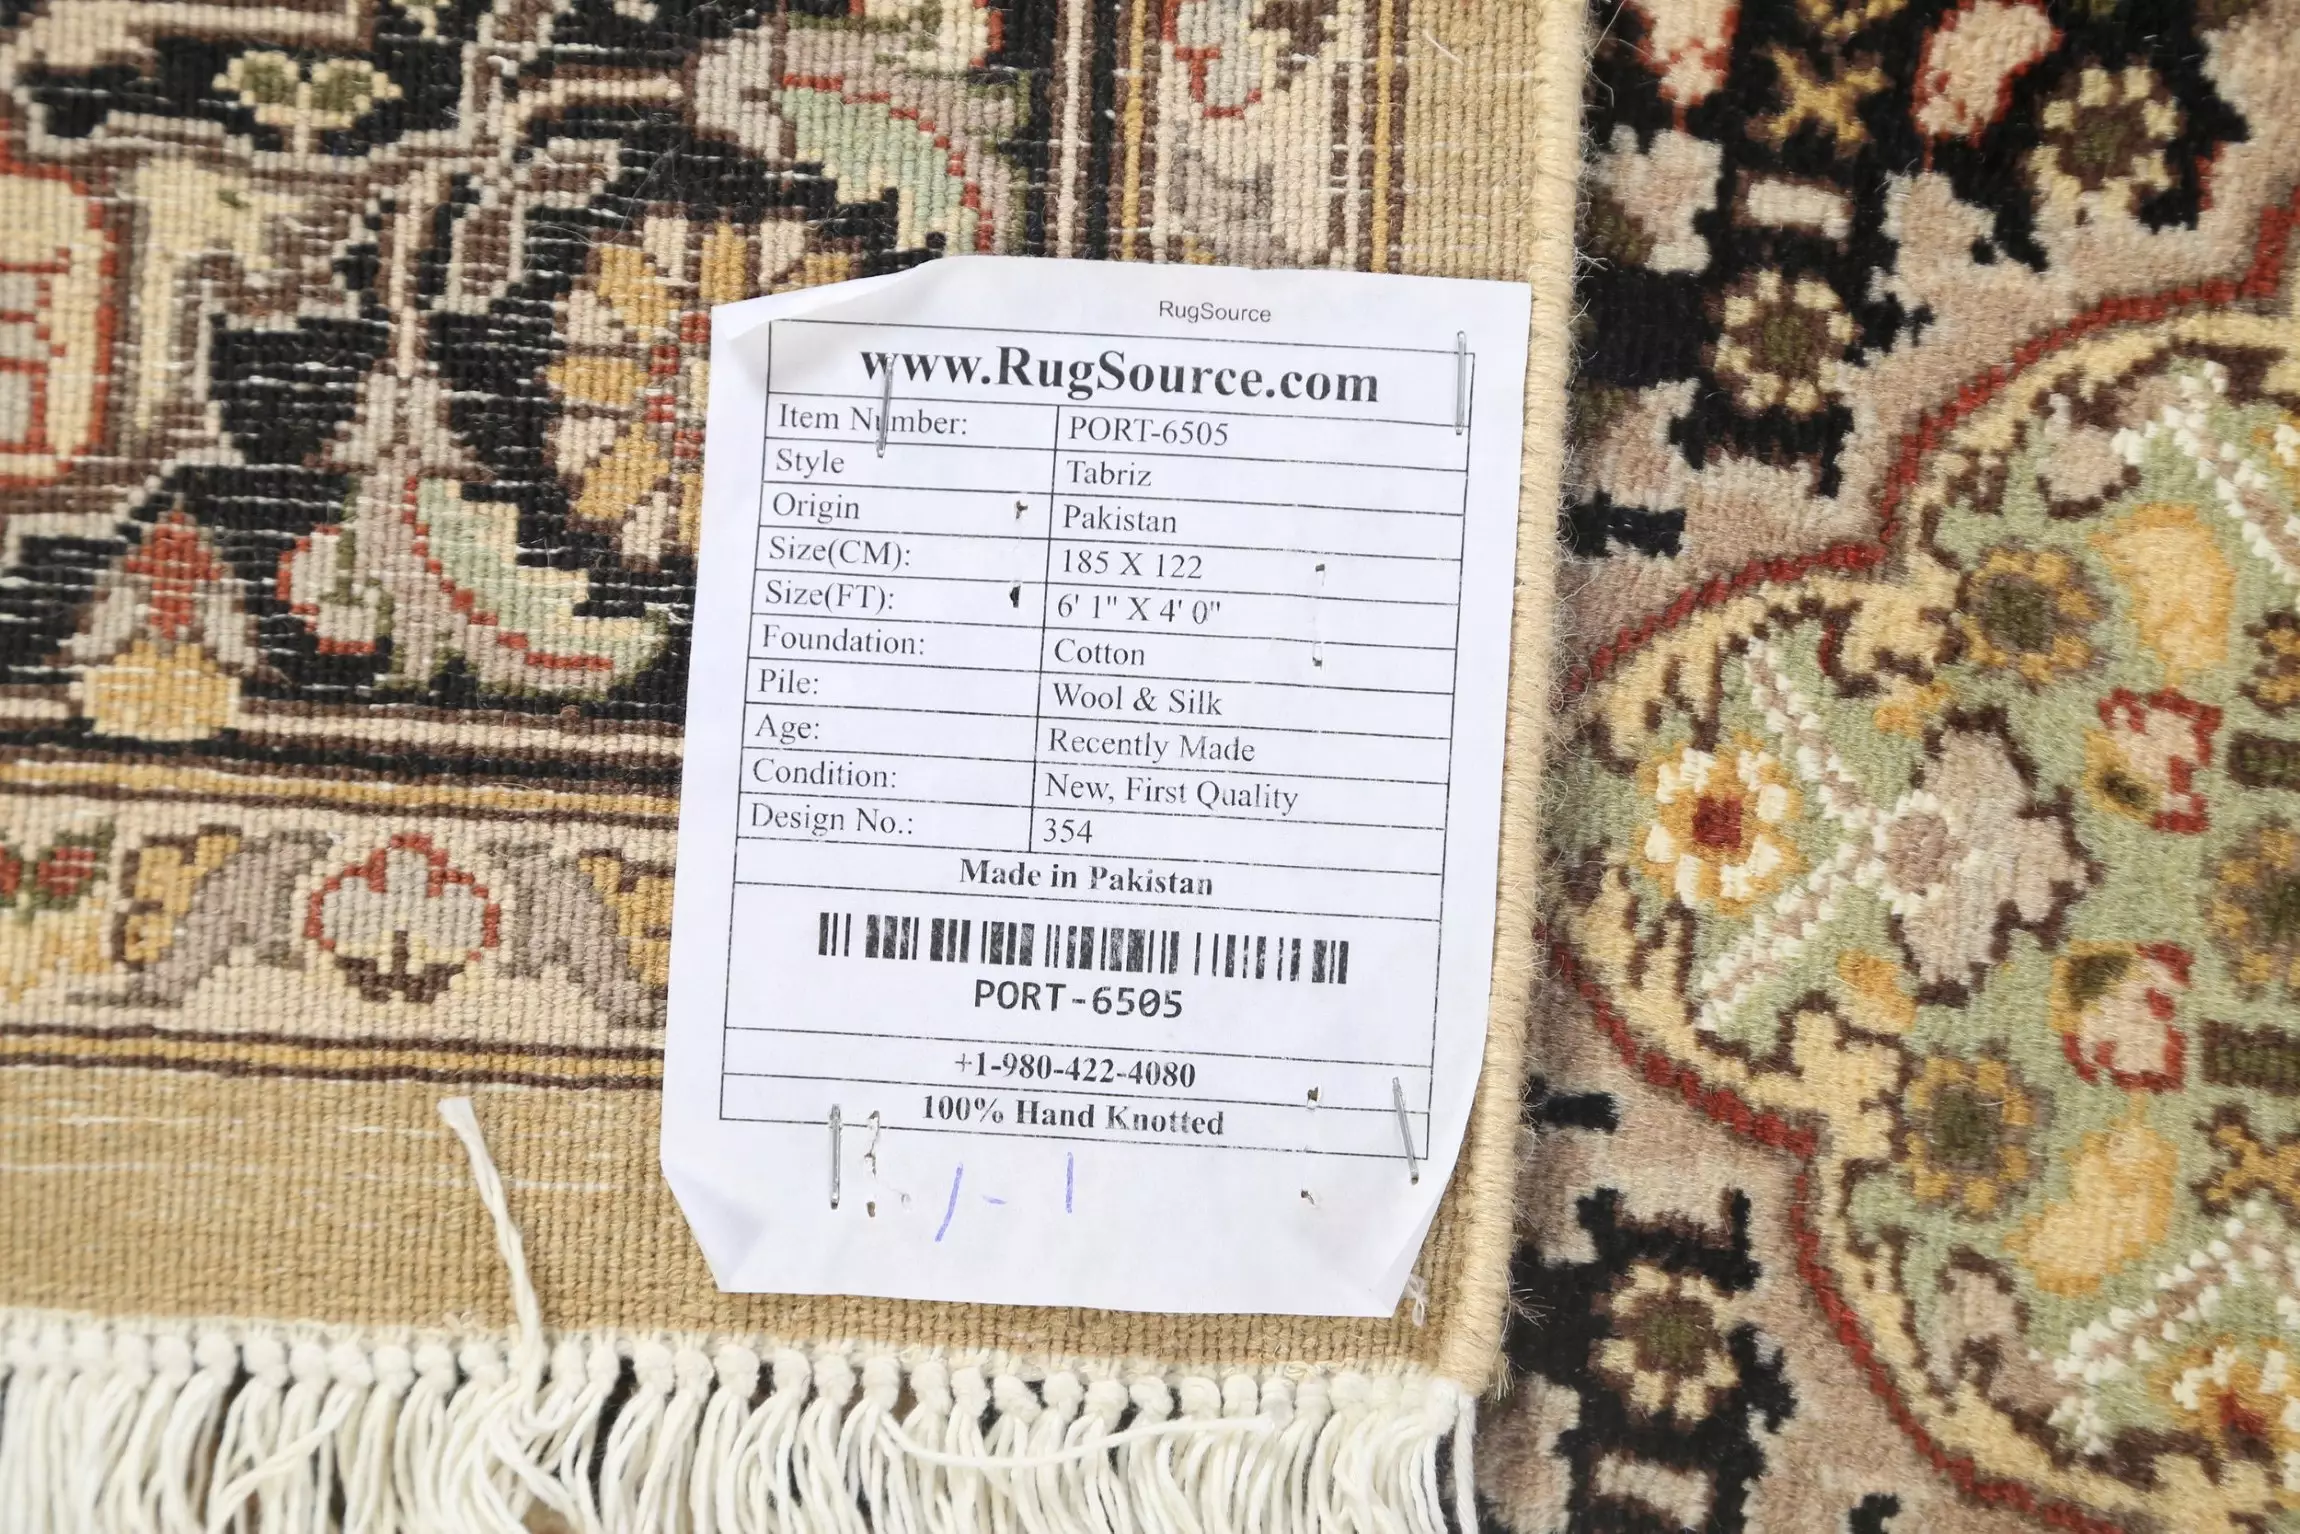 RugSource
www.RugSource.com
Item Number: PORT-6505
Style Tabriz
Origin Pakistan
Size(CM): 185 X 122
Size(FT): 6' 1" X 4' 0"
Foundation: Cotton
Pile: Wool & Silk
Age: Recently Made
Condition: New, First Quality
Design No.: 354
Made in Pakistan
PORT-6505
+1-980-422-4080
100% Hand Knotted
1-1